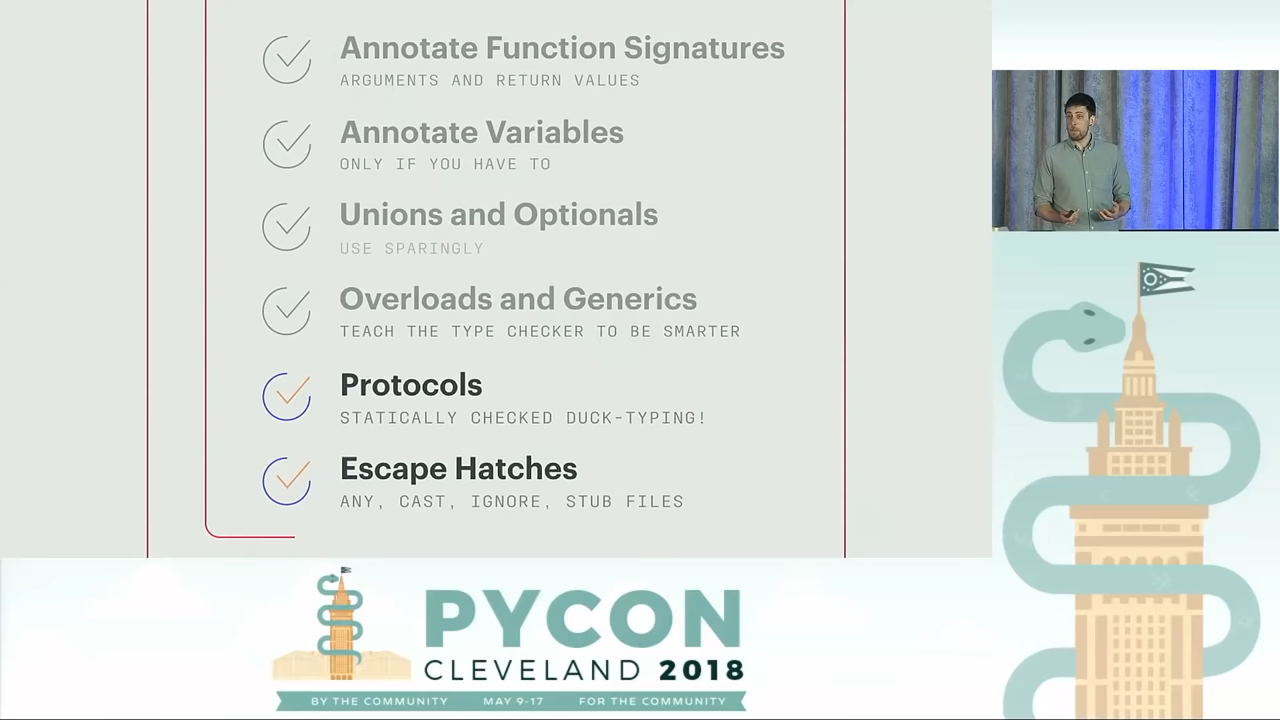 Annotate Function Signatures
ARGUMENTS AND RETURN VALUES
Annotate Variables
ONLY IF YOU HAVE TO
Unions and Optionals
USE SPARINGLY
Overloads and Generics
TEACH THE TYPE CHECKER TO BE SMARTER
Protocols
STATICALLY CHECKED DUCK-TYPING!
Escape Hatches
ANY, CAST, IGNORE, STUB FILES
PYCON
CLEVELAND 2018
BY THE COMMUNITY MAY 9-17 FOR THE COMMUNITY